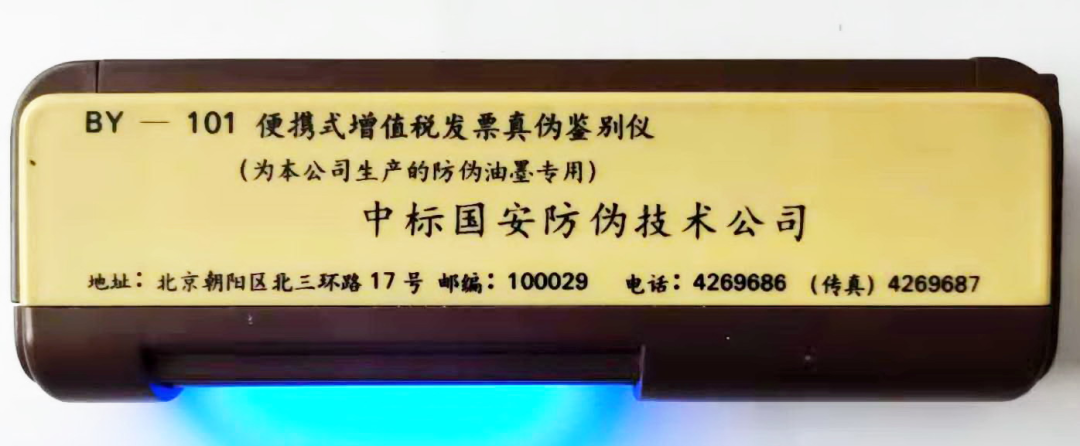 BY — 101 便携式增值税发票真伪鉴别仪
(为本公司生产的防伪油墨专用)
中标国安防伪技术公司
地址：北京朝阳区北三环路17号 邮编：100029 电话：4269686 (传真) 4269687